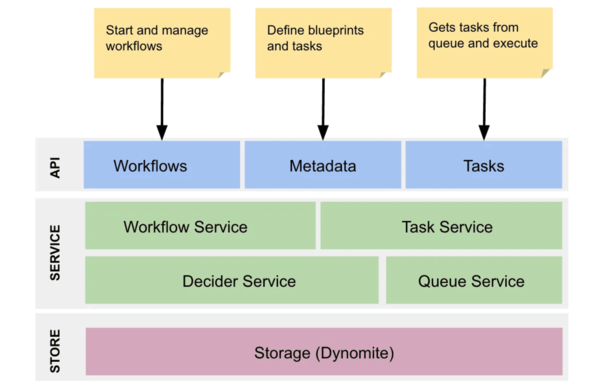 Start and manage
workflows
Define blueprints
and tasks
Gets tasks from
queue and execute
API
Workflows
Metadata
Tasks
SERVICE
Workflow Service
Task Service
Decider Service
Queue Service
STORE
Storage (Dynomite)